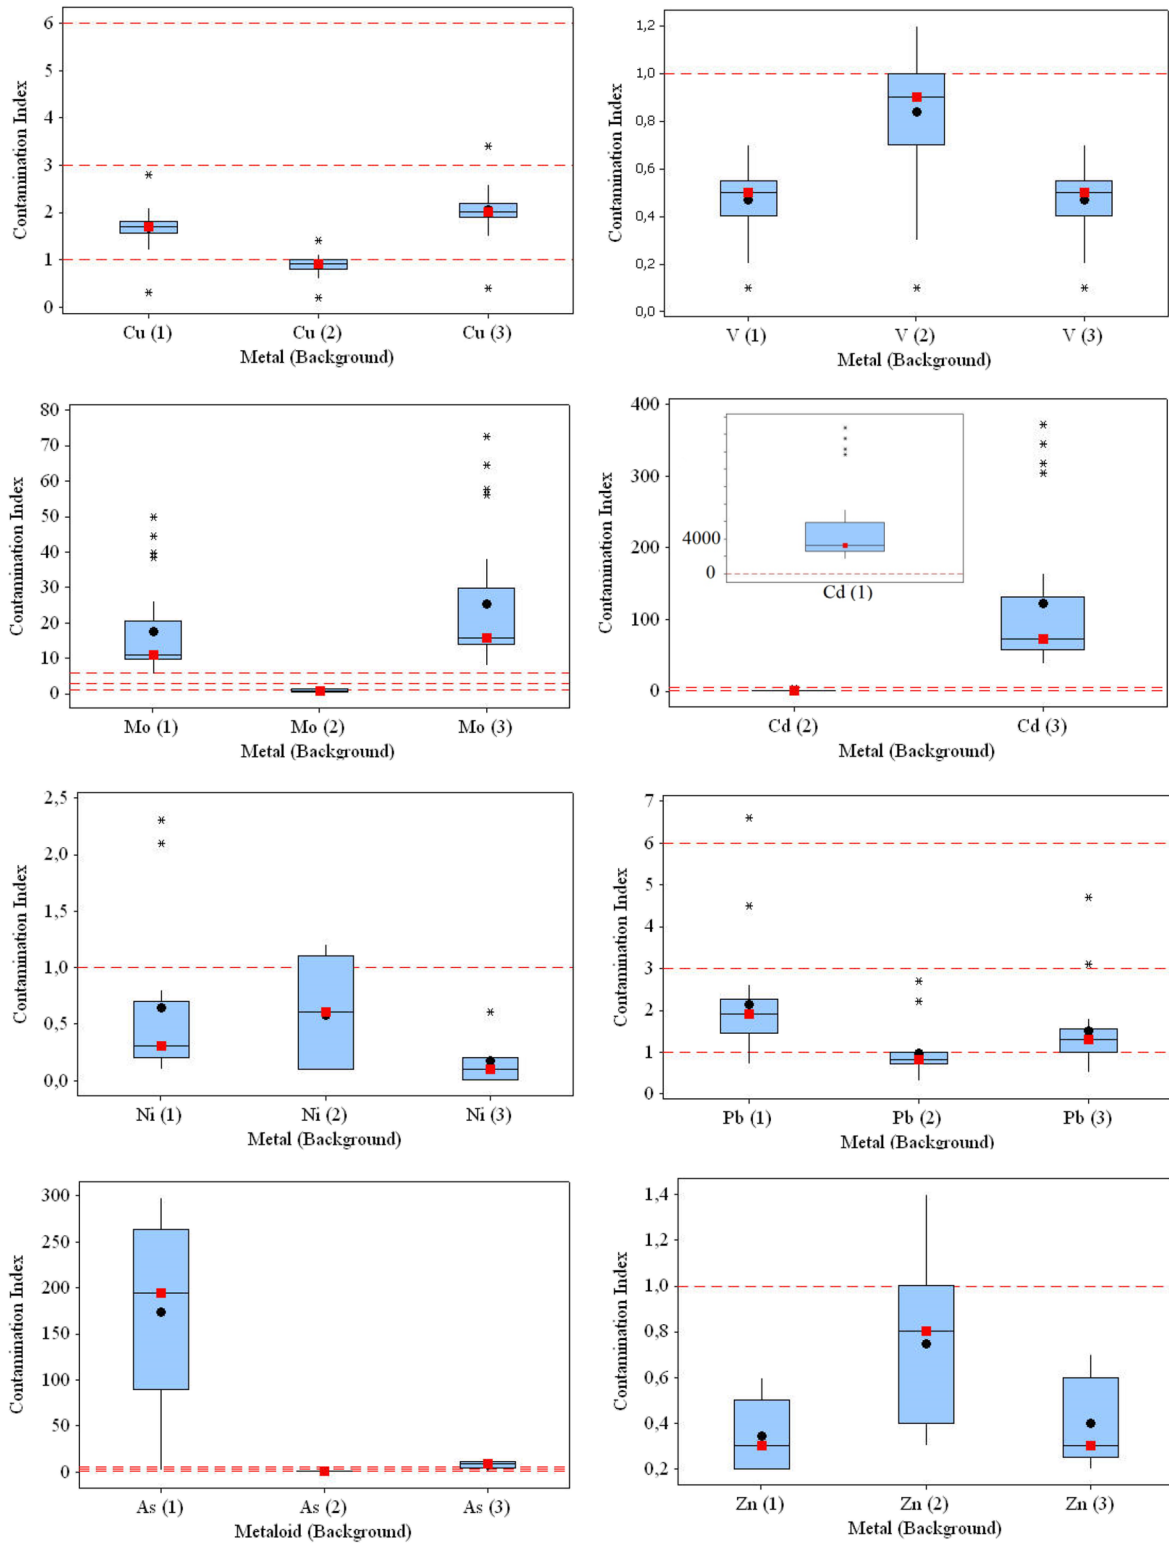 Contamination Index
6
5
4
3
2
1
0
Cu (1) Cu (2) Cu (3)
Metal (Background)
Contamination Index
1,2
1,0
0,8
0,6
0,4
0,2
0,0
V (1) V (2) V (3)
Metal (Background)
Contamination Index
80
70
60
50
40
30
20
10
0
Mo (1) Mo (2) Mo (3)
Metal (Background)
Contamination Index
400
300
200
100
0
4000
0
Cd (1)
Cd (2) Cd (3)
Metal (Background)
Contamination Index
2,5
2,0
1,5
1,0
0,5
0,0
Ni (1) Ni (2) Ni (3)
Metal (Background)
Contamination Index
7
6
5
4
3
2
1
0
Pb (1) Pb (2) Pb (3)
Metal (Background)
Contamination Index
300
250
200
150
100
50
0
As (1) As (2) As (3)
Metaloid (Background)
Contamination Index
1,4
1,2
1,0
0,8
0,6
0,4
0,2
Zn (1) Zn (2) Zn (3)
Metal (Background)